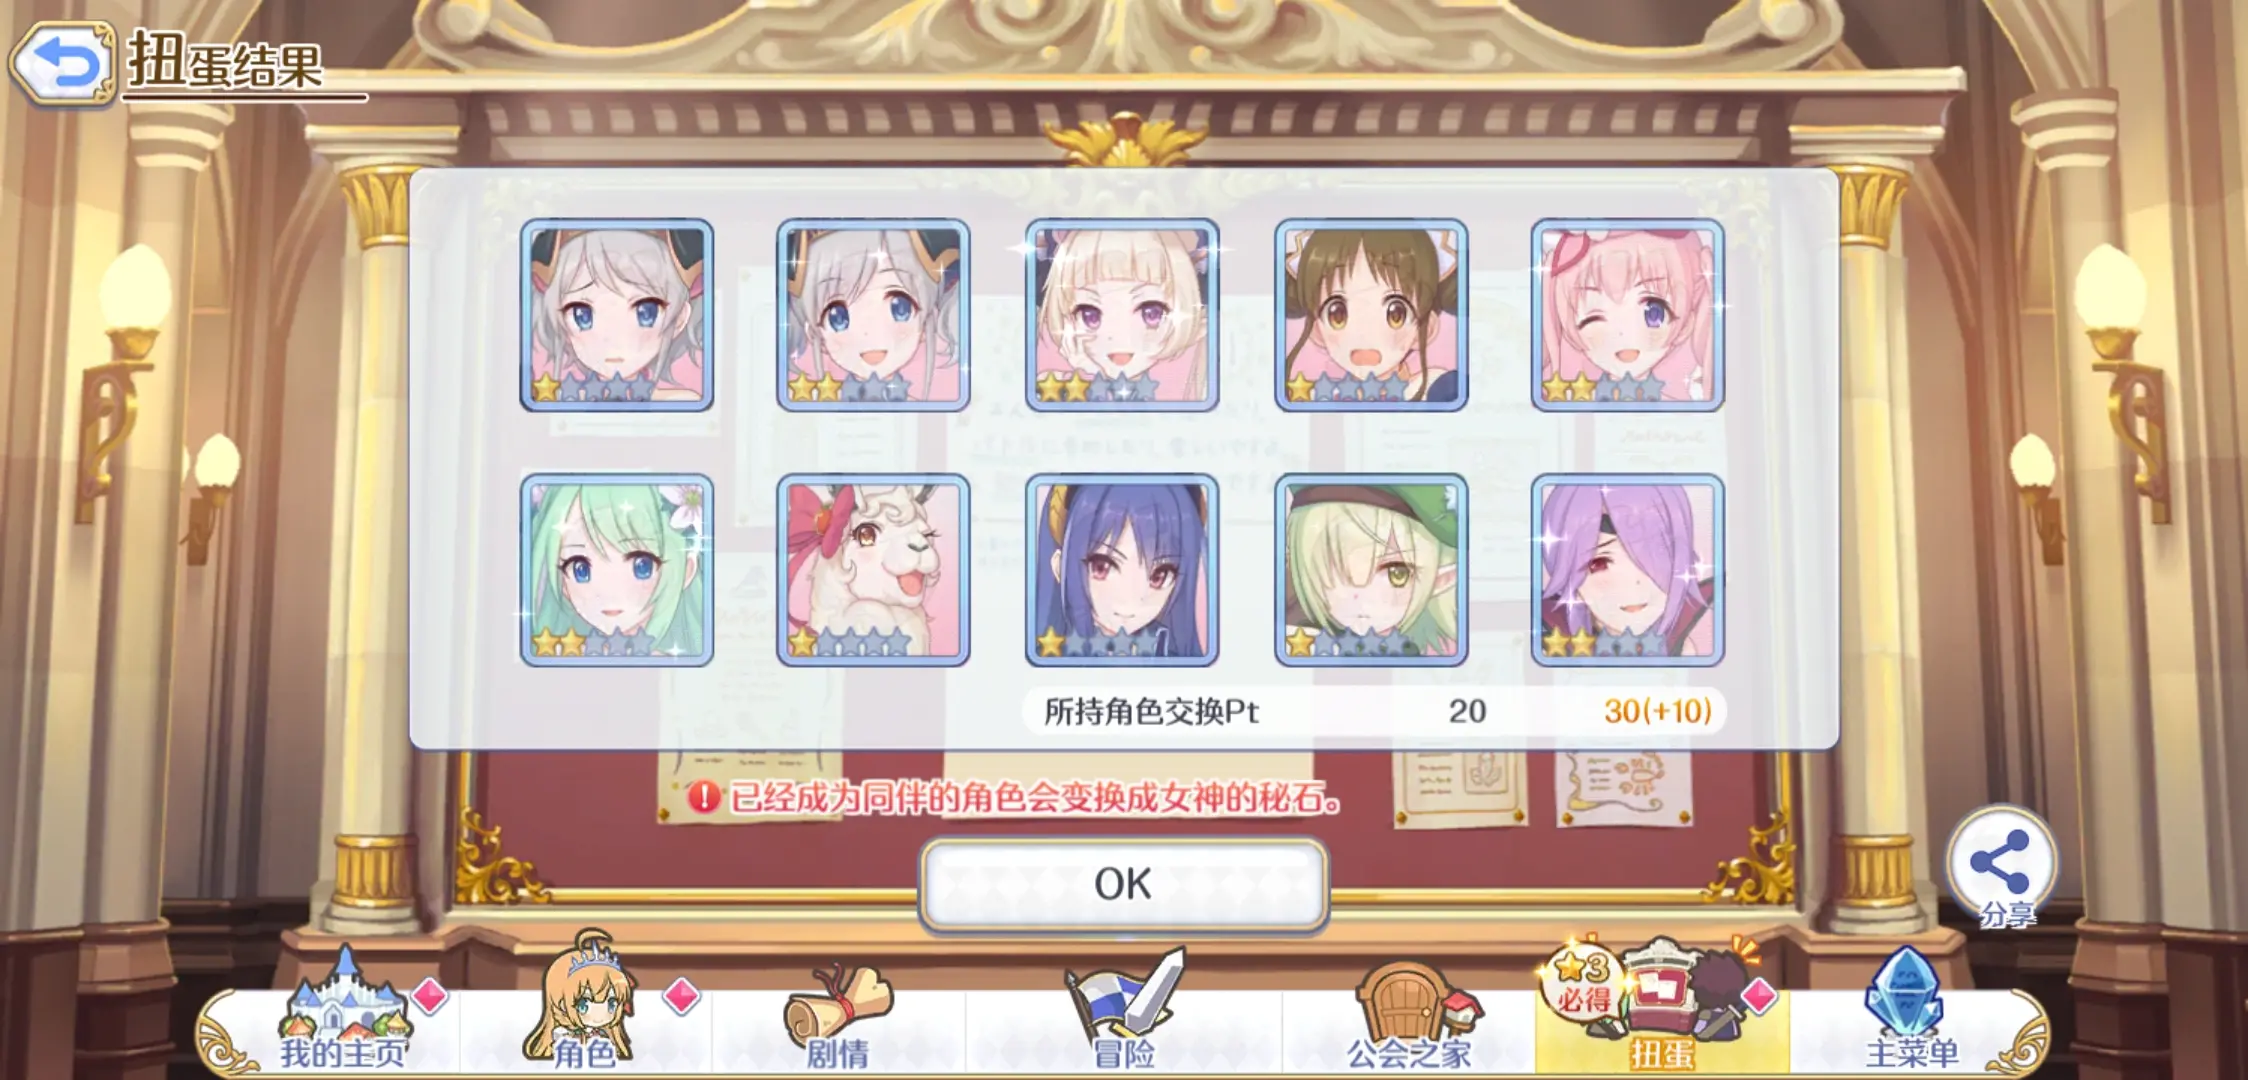 扭蛋结果
所持角色交换Pt 20 30(+10)
已经成为同伴的角色会变换成女神的秘石。
OK
分享
3
必得
我的主页 角色 剧情 冒险 公会之家 扭蛋 主菜单